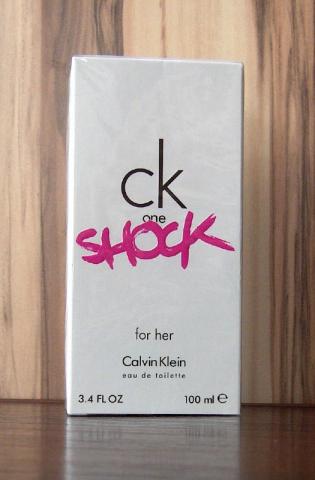 ck
one
SHOCK
for her
Calvin Klein
eau de toilette
3.4 FL OZ 100 ml e